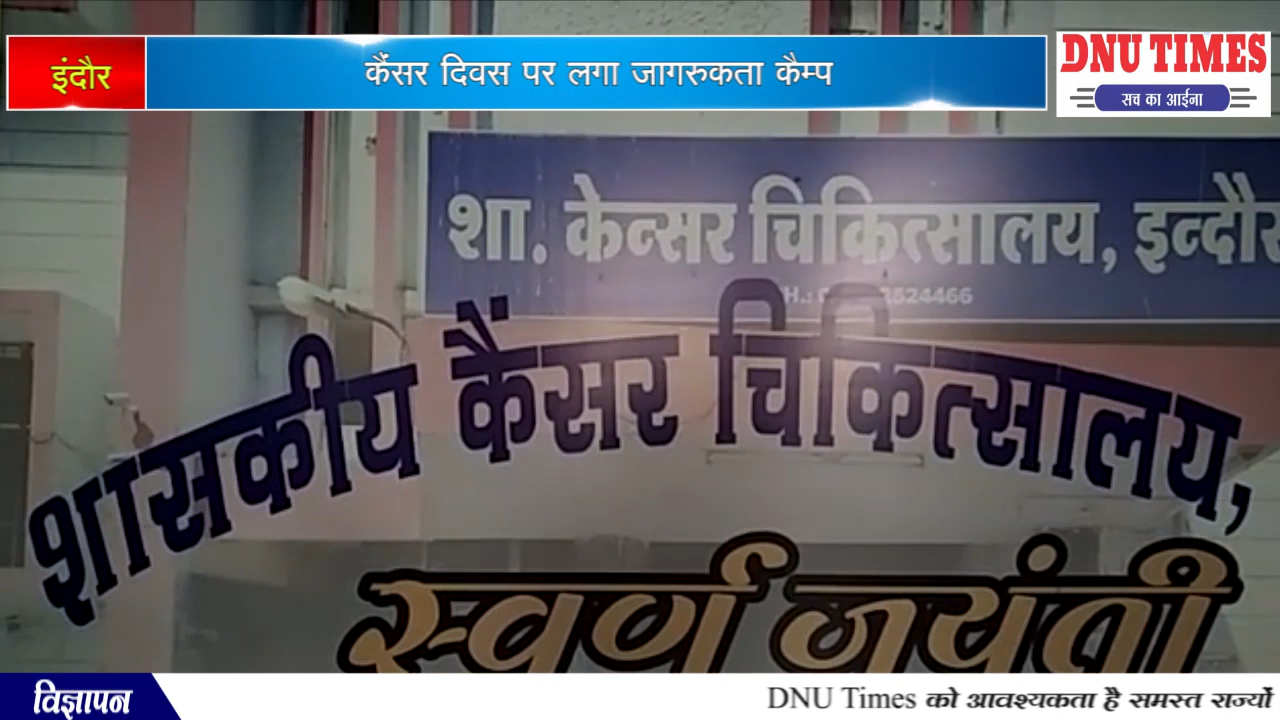 इंदौर
कैंसर दिवस पर लगा जागरुकता कैम्प
DNU TIMES
सच का आईना
शा. केन्सर चिकित्सालय, इन्दौर
2524466
शासकीय कैंसर चिकित्सालय,
स्वर्ण जयंती
विज्ञापन
DNU Times को आवश्यकता है समस्त राज्यों